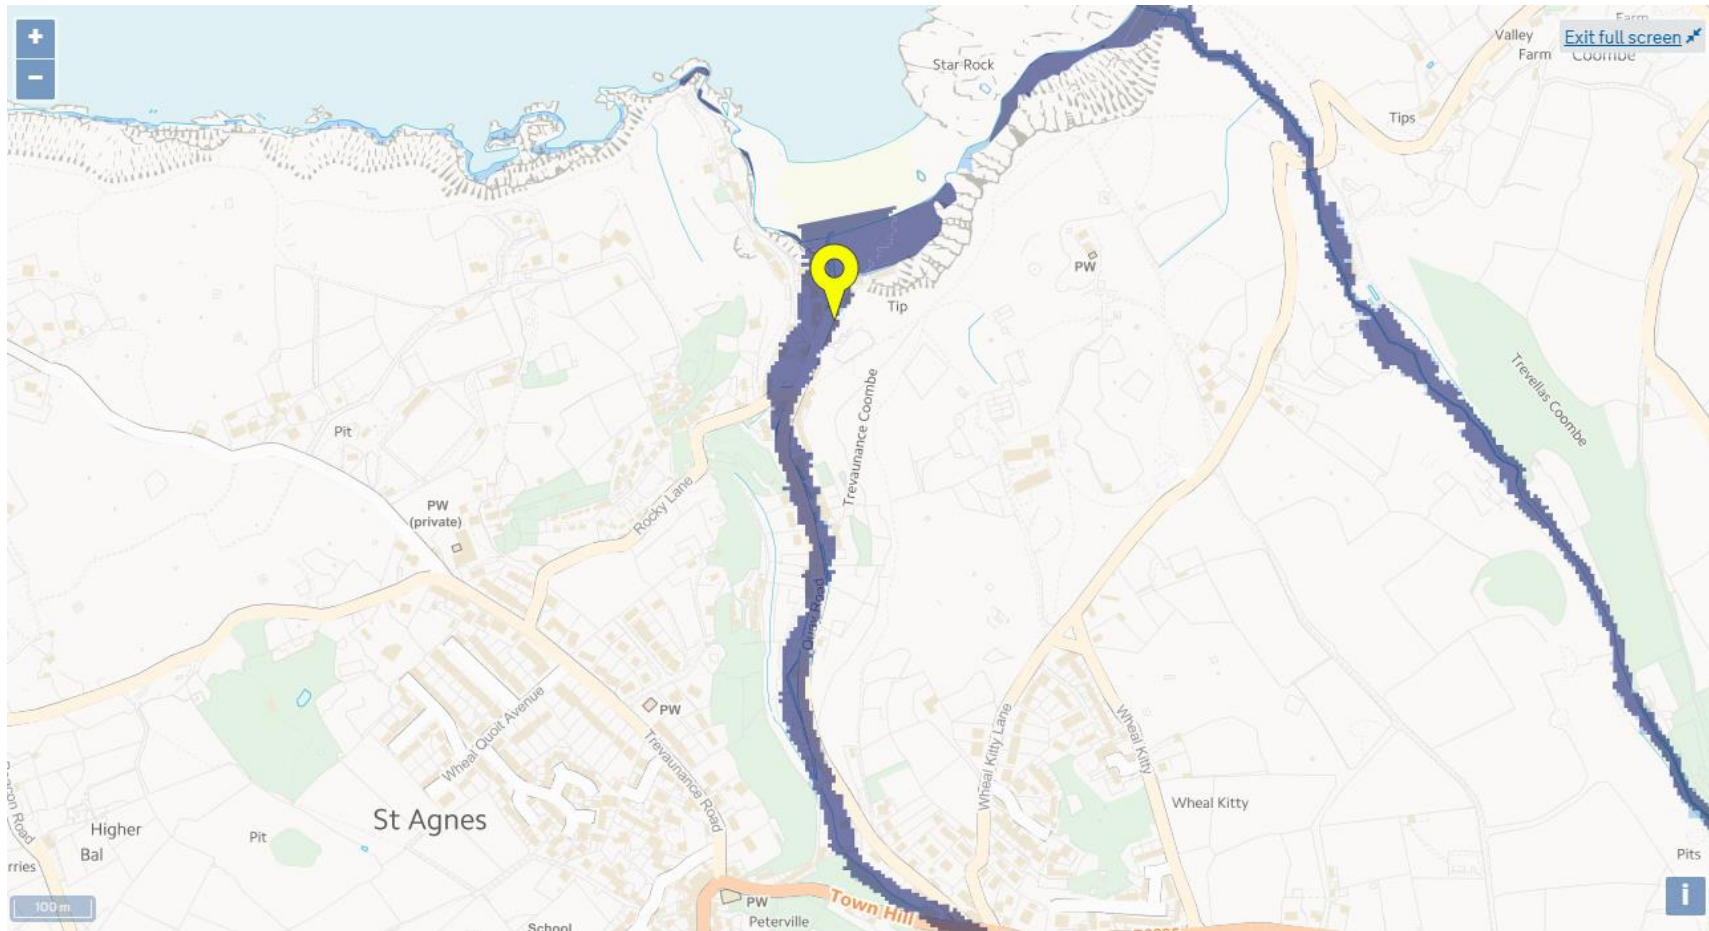 +
−
Exit full screen
Farm
Valley
Farm
Coombe
Star Rock
Tips
PW
Tip
Trevaunance Coombe
Trevellas Coombe
Pit
Rocky Lane
PW
(private)
Quay Road
PW
Wheal Quoit Avenue
Trevaunance Road
Wheal Kitty Lane
Wheal Kitty
Wheal Kitty
St Agnes
Higher
Bal
Pit
rries
Pits
100 m
i
PW
Town Hill
Peterville
School